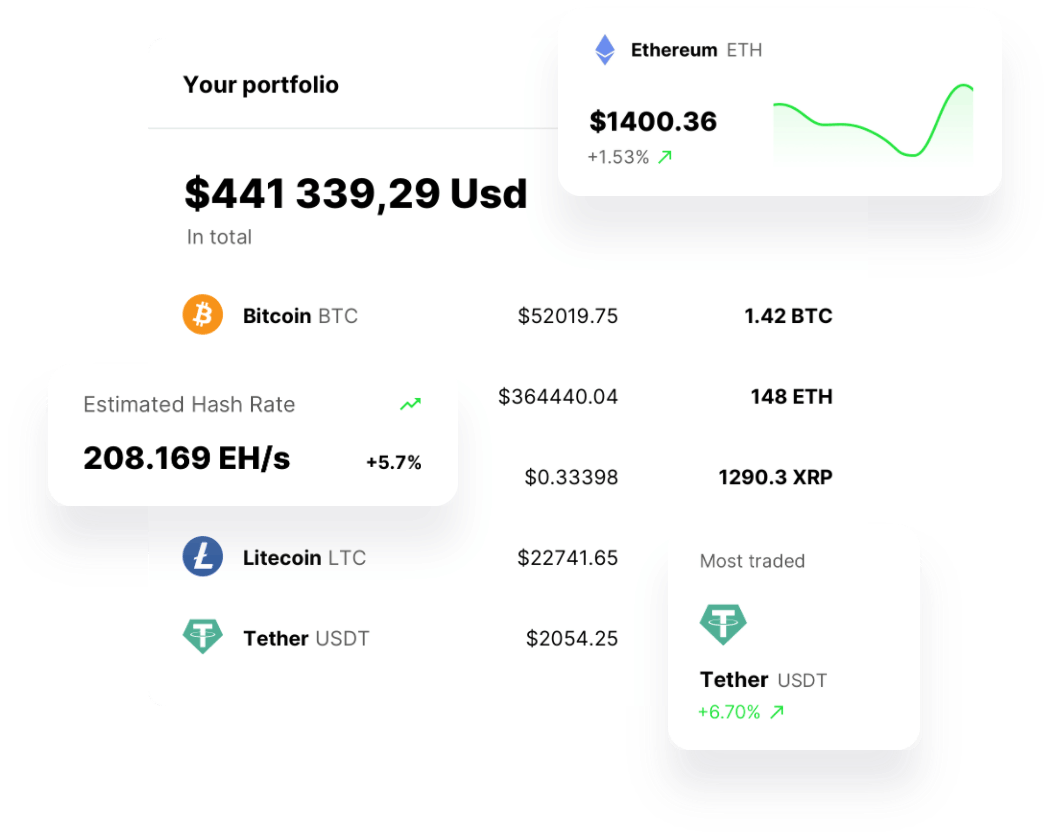 Ethereum ETH
Your portfolio
$1400.36
+1.53%
$441 339,29 Usd
In total
Bitcoin BTC $52019.75 1.42 BTC
$364440.04 148 ETH
Estimated Hash Rate
208.169 EH/s +5.7%
$0.33398 1290.3 XRP
Litecoin LTC $22741.65
Tether USDT $2054.25
Most traded
Tether USDT
+6.70%